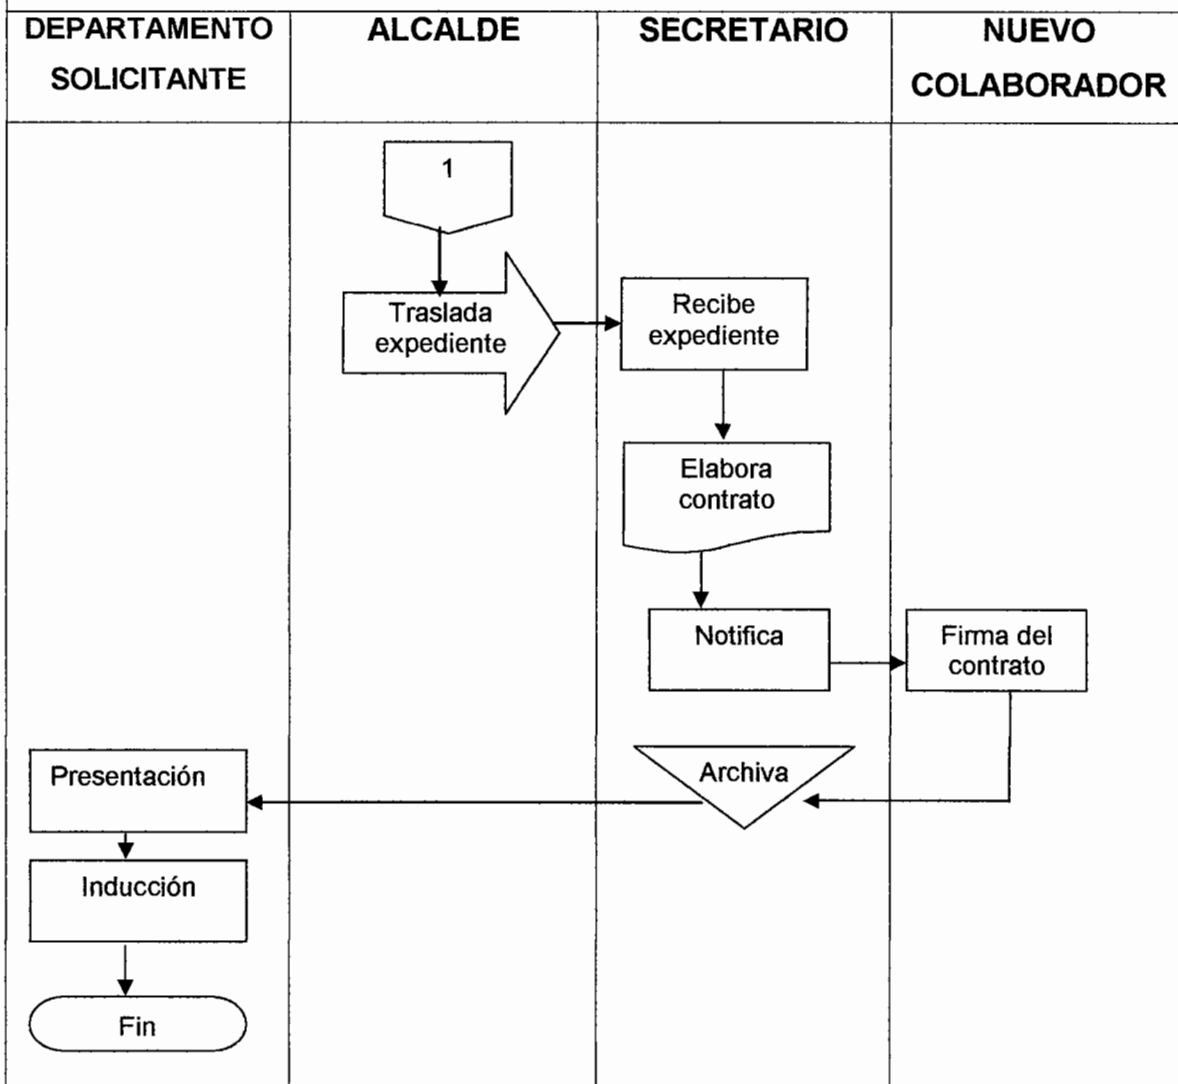 DEPARTAMENTO
SOLICITANTE
ALCALDE
SECRETARIO
NUEVO
COLABORADOR
1
Traslada
expediente
Recibe
expediente
Elabora
contrato
Notifica
Firma del
contrato
Archiva
Presentación
Inducción
Fin